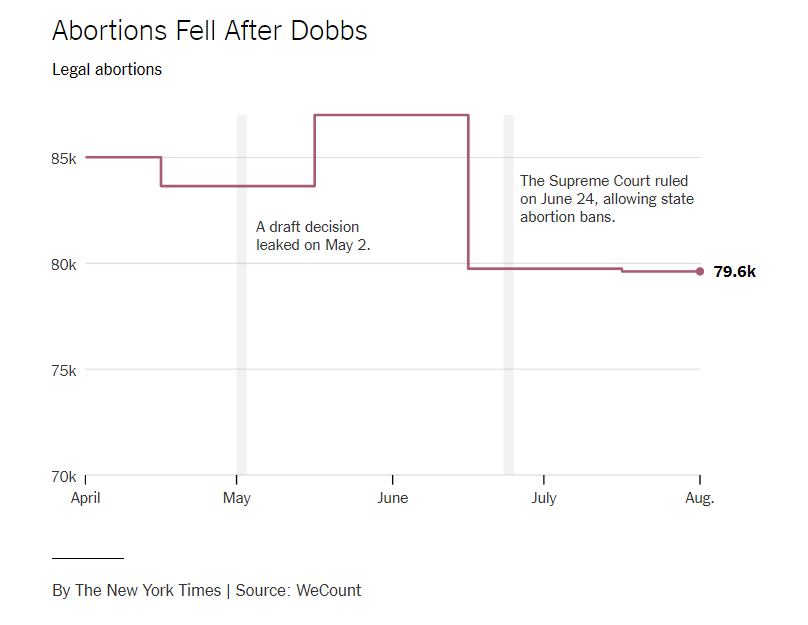 Abortions Fell After Dobbs
Legal abortions
85k
The Supreme Court ruled
on June 24, allowing state
abortion bans.
A draft decision
leaked on May 2.
80k
79.6k
75k
70k
April May June July Aug.
By The New York Times | Source: WeCount